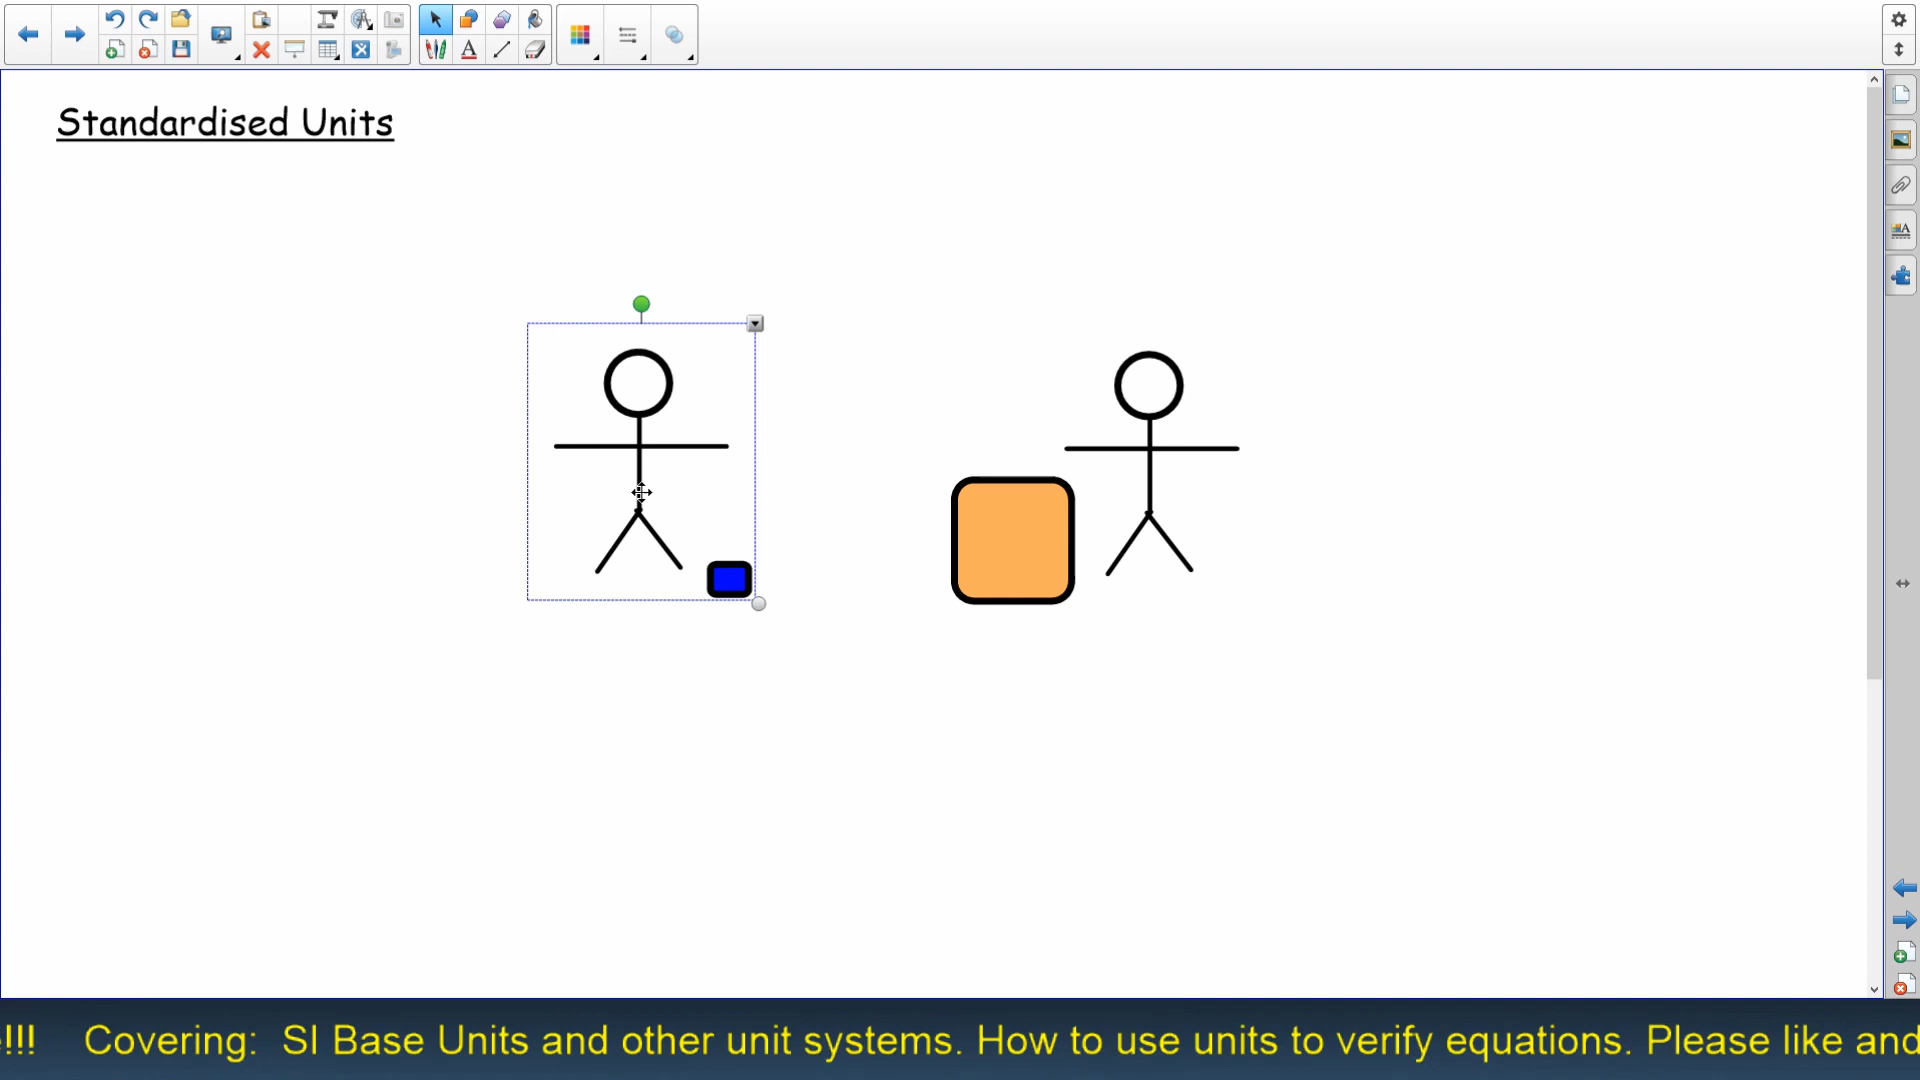 Standardised Units
!!! Covering: SI Base Units and other unit systems. How to use units to verify equations. Please like and